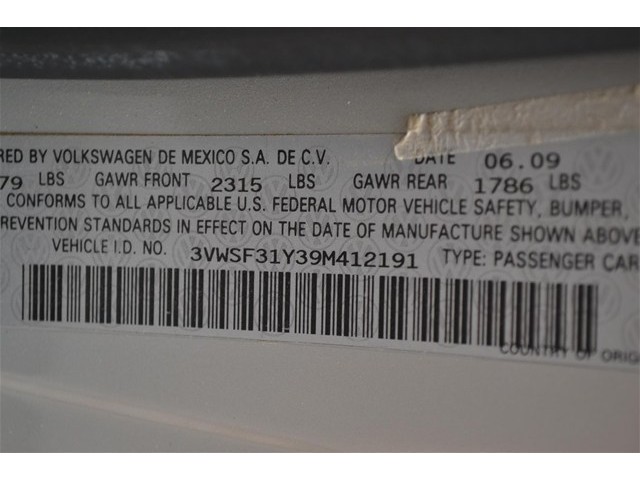 RED BY VOLKSWAGEN DE MEXICO S.A. DE C.V. DATE 06.09
79 LBS GAWR FRONT 2315 LBS GAWR REAR 1786 LBS
CONFORMS TO ALL APPLICABLE U.S. FEDERAL MOTOR VEHICLE SAFETY, BUMPER,
PREVENTION STANDARDS IN EFFECT ON THE DATE OF MANUFACTURE SHOWN ABOVE
VEHICLE I.D. NO. 3VWSF31Y39M412191 TYPE: PASSENGER CAR
COUNTRY OF ORIG